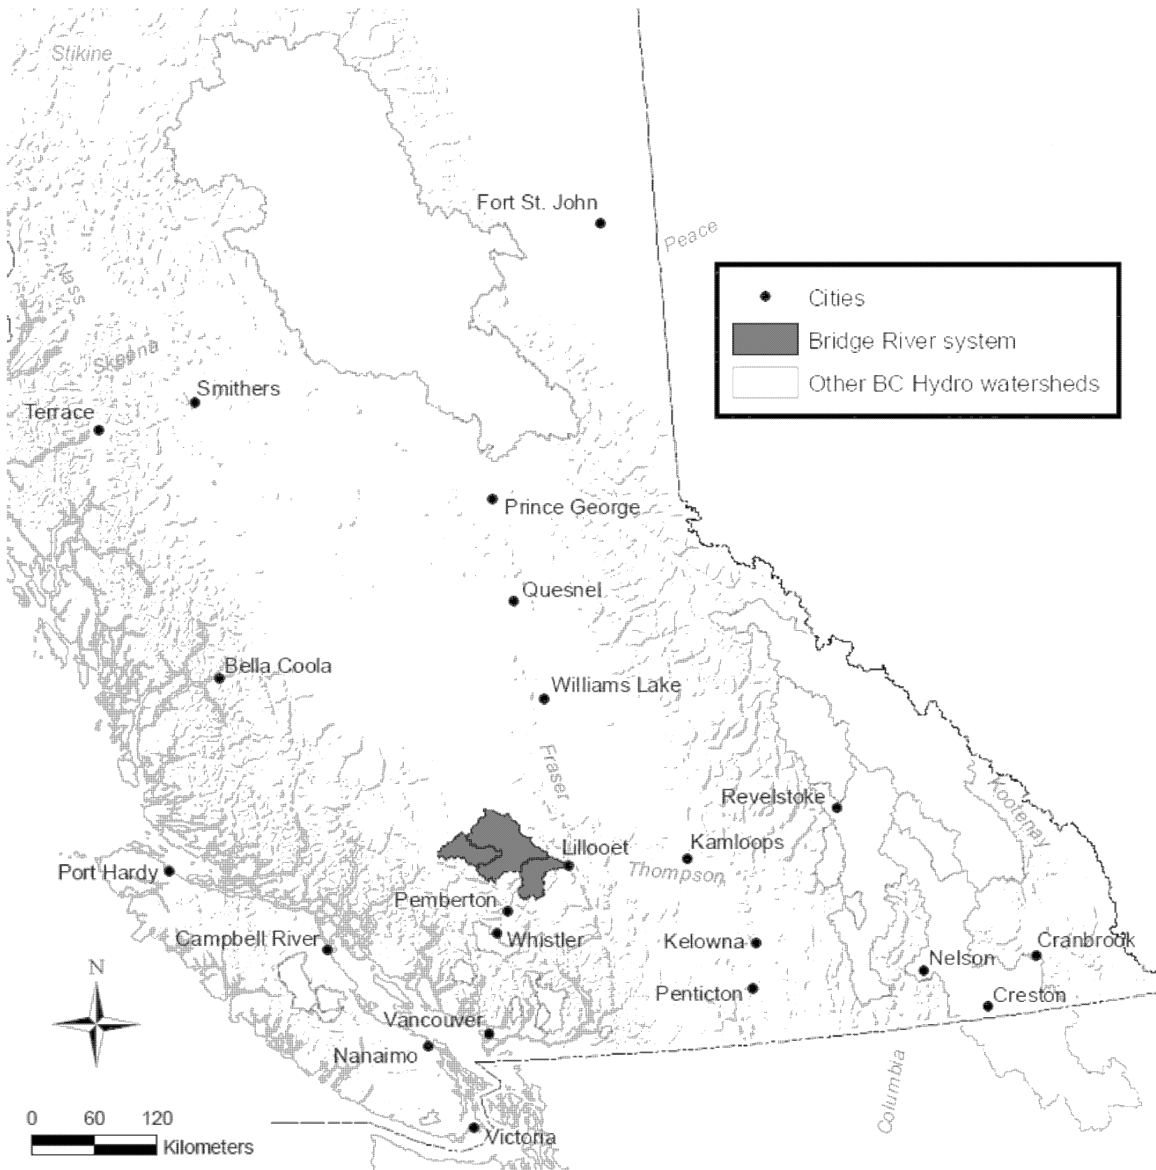 Stikine
Fort St. John
Peace
Nass
Cities
Bridge River system
Other BC Hydro watersheds
Skeena
Smithers
Terrace
Prince George
Quesnel
Bella Coola
Williams Lake
Fraser
Revelstoke
Kootenay
Lillooet
Kamloops
Thompson
Port Hardy
Pemberton
Campbell River
Whistler
Kelowna
Cranbrook
Nelson
N
Penticton
Creston
Vancouver
Nanaimo
Columbia
0 60 120
Kilometers
Victoria